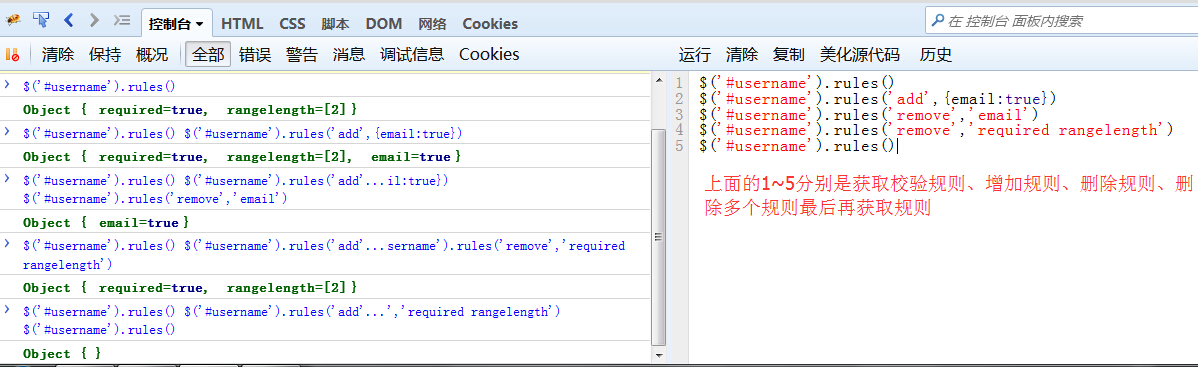 控制台 HTML CSS 脚本 DOM 网络 Cookies 在 控制台 面板内搜索
清除 保持 概况 全部 错误 警告 消息 调试信息 Cookies 运行 清除 复制 美化源代码 历史
$('#username').rules()
Object { required=true, rangelength=[2]}
$('#username').rules() $('#username').rules('add',{email:true})
Object { required=true, rangelength=[2], email=true}
$('#username').rules() $('#username').rules('add'...il:true})
$('#username').rules('remove','email')
Object { email=true}
$('#username').rules() $('#username').rules('add'...sername').rules('remove','required
rangelength')
Object { required=true, rangelength=[2]}
$('#username').rules() $('#username').rules('add'...','required rangelength')
$('#username').rules()
Object { }
1 $('#username').rules()
2 $('#username').rules('add',{email:true})
3 $('#username').rules('remove','email')
4 $('#username').rules('remove','required rangelength')
5 $('#username').rules()
上面的1~5分别是获取校验规则、增加规则、删除规则、删
除多个规则最后再获取规则